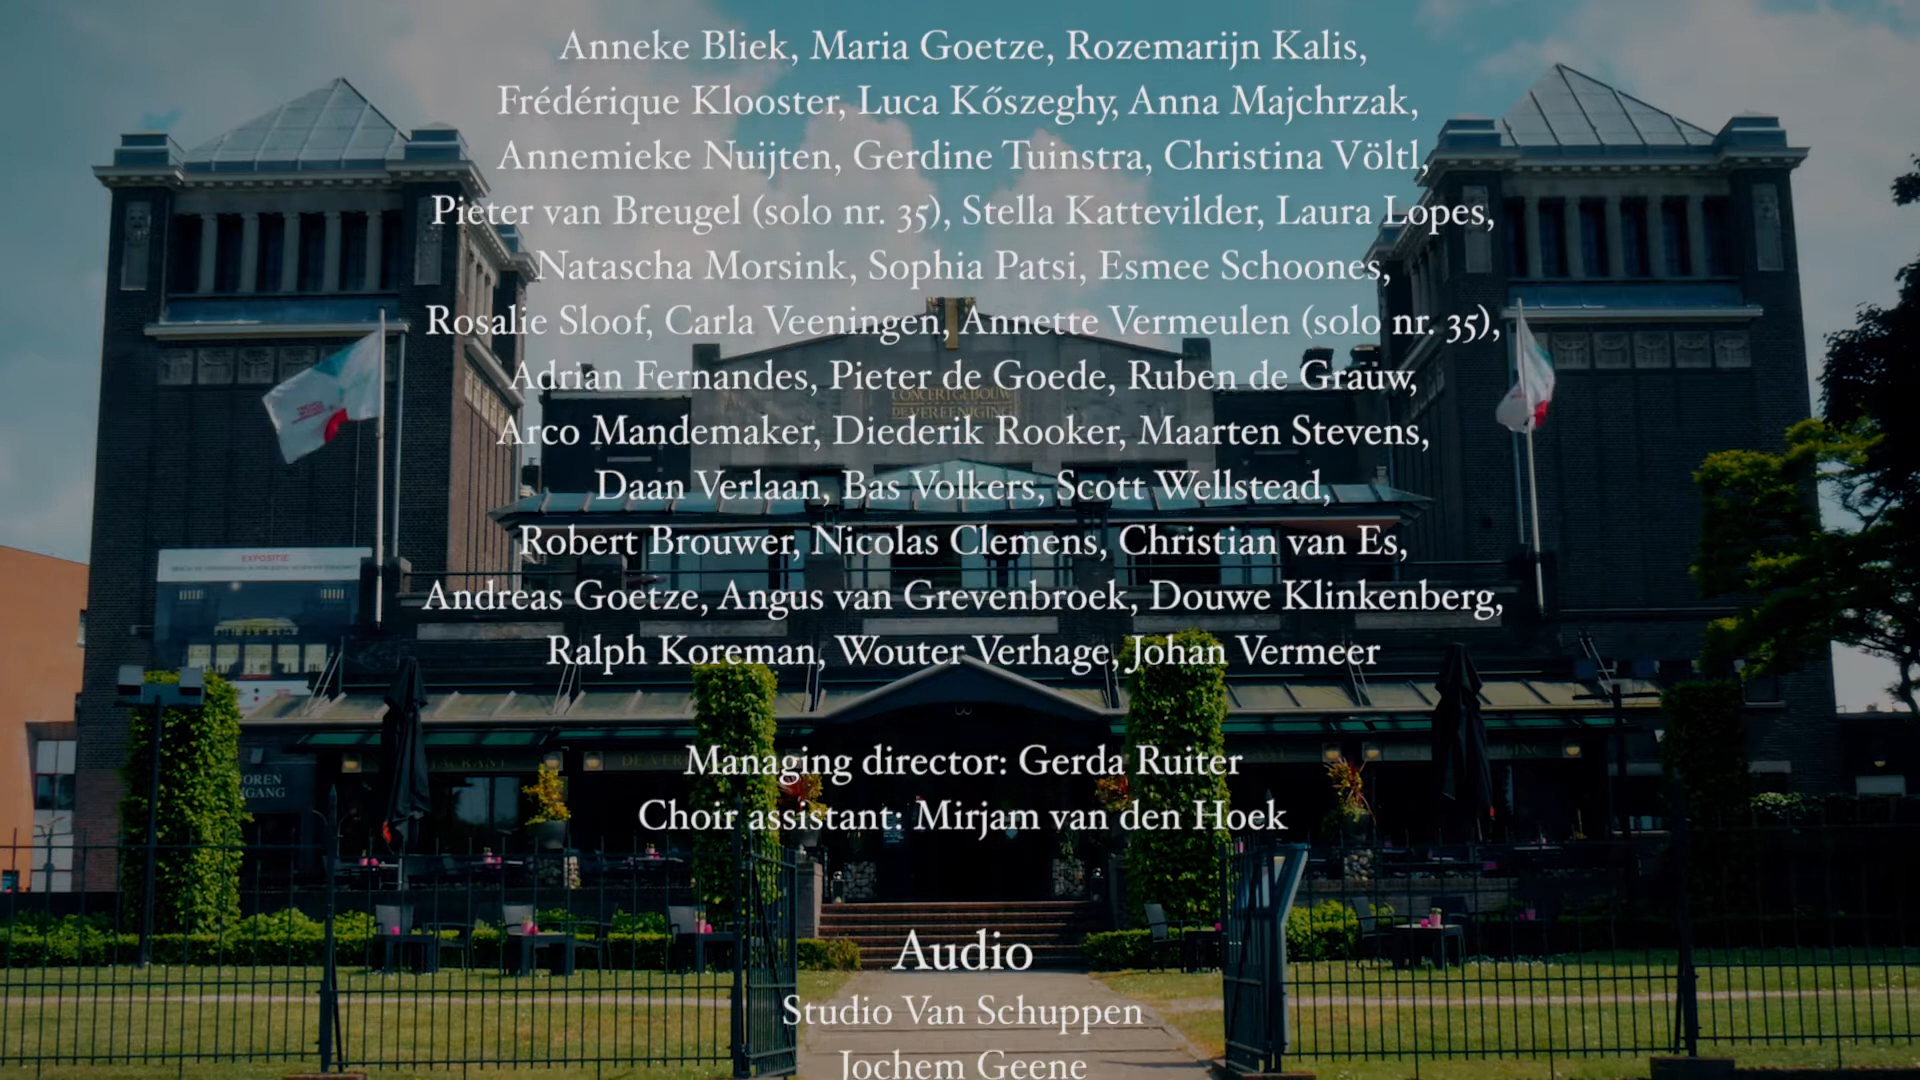 Anneke Bliek, Maria Goetze, Rozemarijn Kalis,
Frédérique Klooster, Luca Kőszeghy, Anna Majchrzak,
Annemieke Nuijten, Gerdine Tuinstra, Christina Völtl,
Pieter van Breugel (solo nr. 35), Stella Kattevilder, Laura Lopes,
Natascha Morsink, Sophia Patsi, Esmee Schoones,
Rosalie Sloof, Carla Veeningen, Annette Vermeulen (solo nr. 35),
Adrian Fernandes, Pieter de Goede, Ruben de Grauw,
CONCERTGEBOUW
DE VEREENIGING
Arco Mandemaker, Diederik Rooker, Maarten Stevens,
Daan Verlaan, Bas Volkers, Scott Wellstead,
Robert Brouwer, Nicolas Clemens, Christian van Es,
EXPOSITIE
Andreas Goetze, Angus van Grevenbroek, Douwe Klinkenberg,
Ralph Koreman, Wouter Verhage, Johan Vermeer
Managing director: Gerda Ruiter
Choir assistant: Mirjam van den Hoek
Audio
Studio Van Schuppen
Jochem Geene